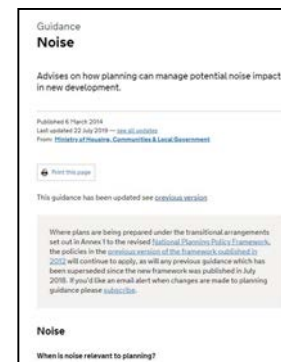 Guidance
Noise
Advises on how planning can manage potential noise impact
in new development.
Published 6 March 2014
Last updated 22 July 2019 — see all updates
From: Ministry of Housing, Communities & Local Government
Print this page
This guidance has been updated see previous version
Where plans are being prepared under the transitional arrangements
set out in Annex 1 to the revised National Planning Policy Framework,
the policies in the previous version of the framework published in
2012 will continue to apply, as will any previous guidance which has
been superseded since the new framework was published in July
2018. If you'd like an email alert when changes are made to planning
guidance please subscribe.
Noise
When is noise relevant to planning?